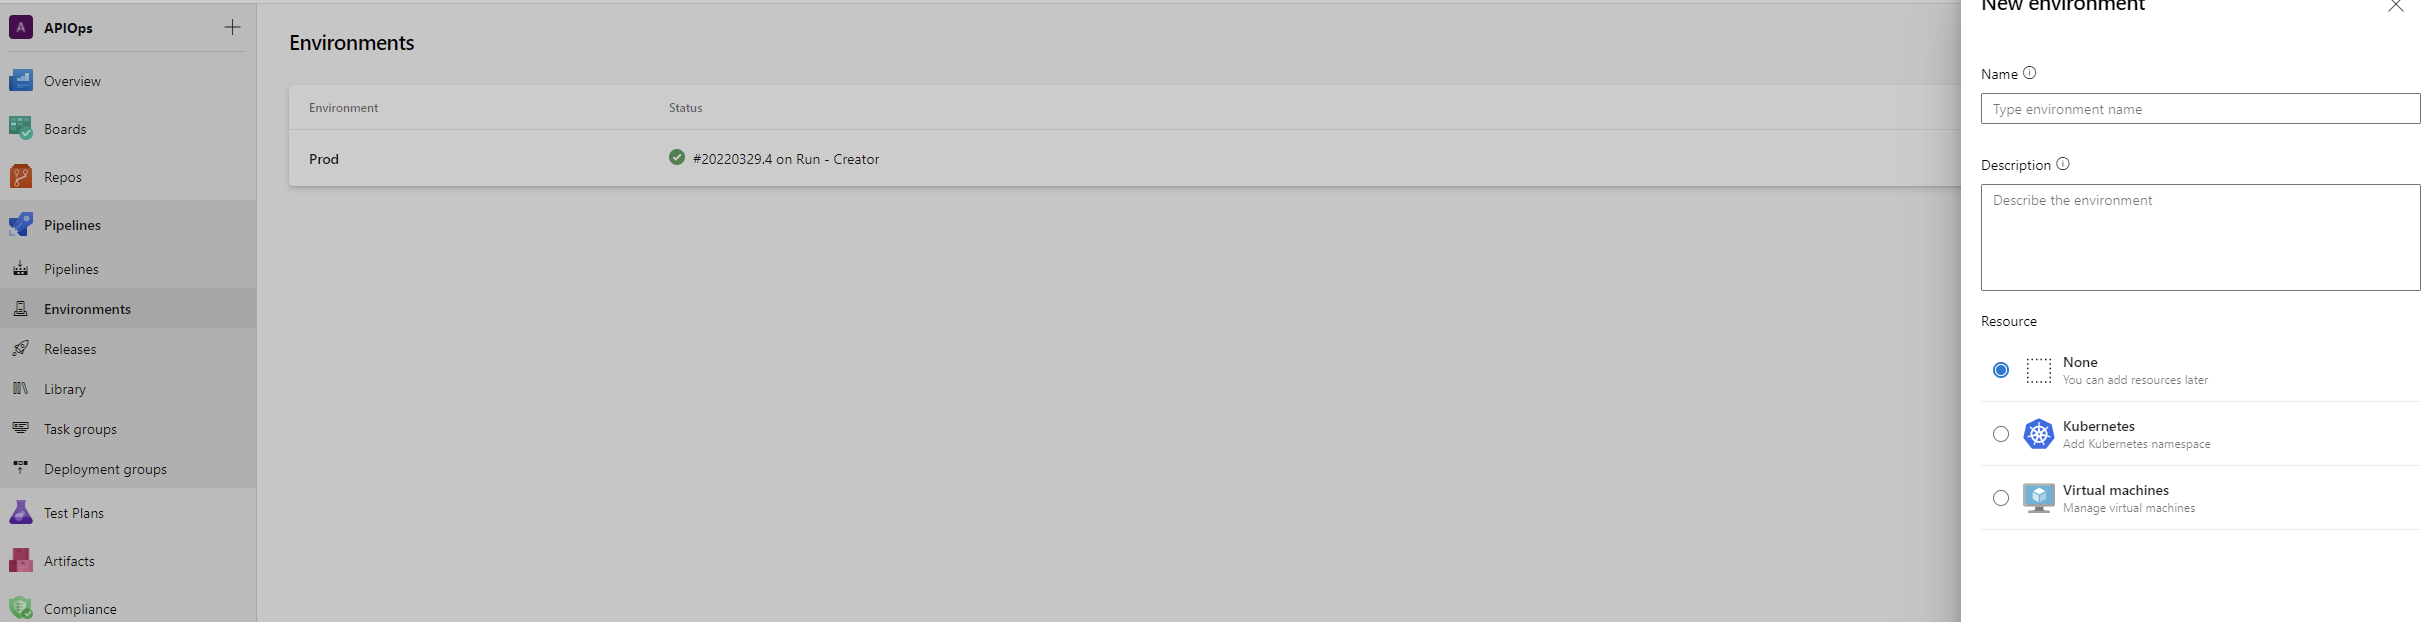 A APIOps
Overview
Boards
Repos
Pipelines
Pipelines
Environments
Releases
Library
Task groups
Deployment groups
Test Plans
Artifacts
Compliance
Environments
Environment Status
Prod #20220329.4 on Run - Creator
New environment
Name
Type environment name
Description
Describe the environment
Resource
None
You can add resources later
Kubernetes
Add Kubernetes namespace
Virtual machines
Manage virtual machines